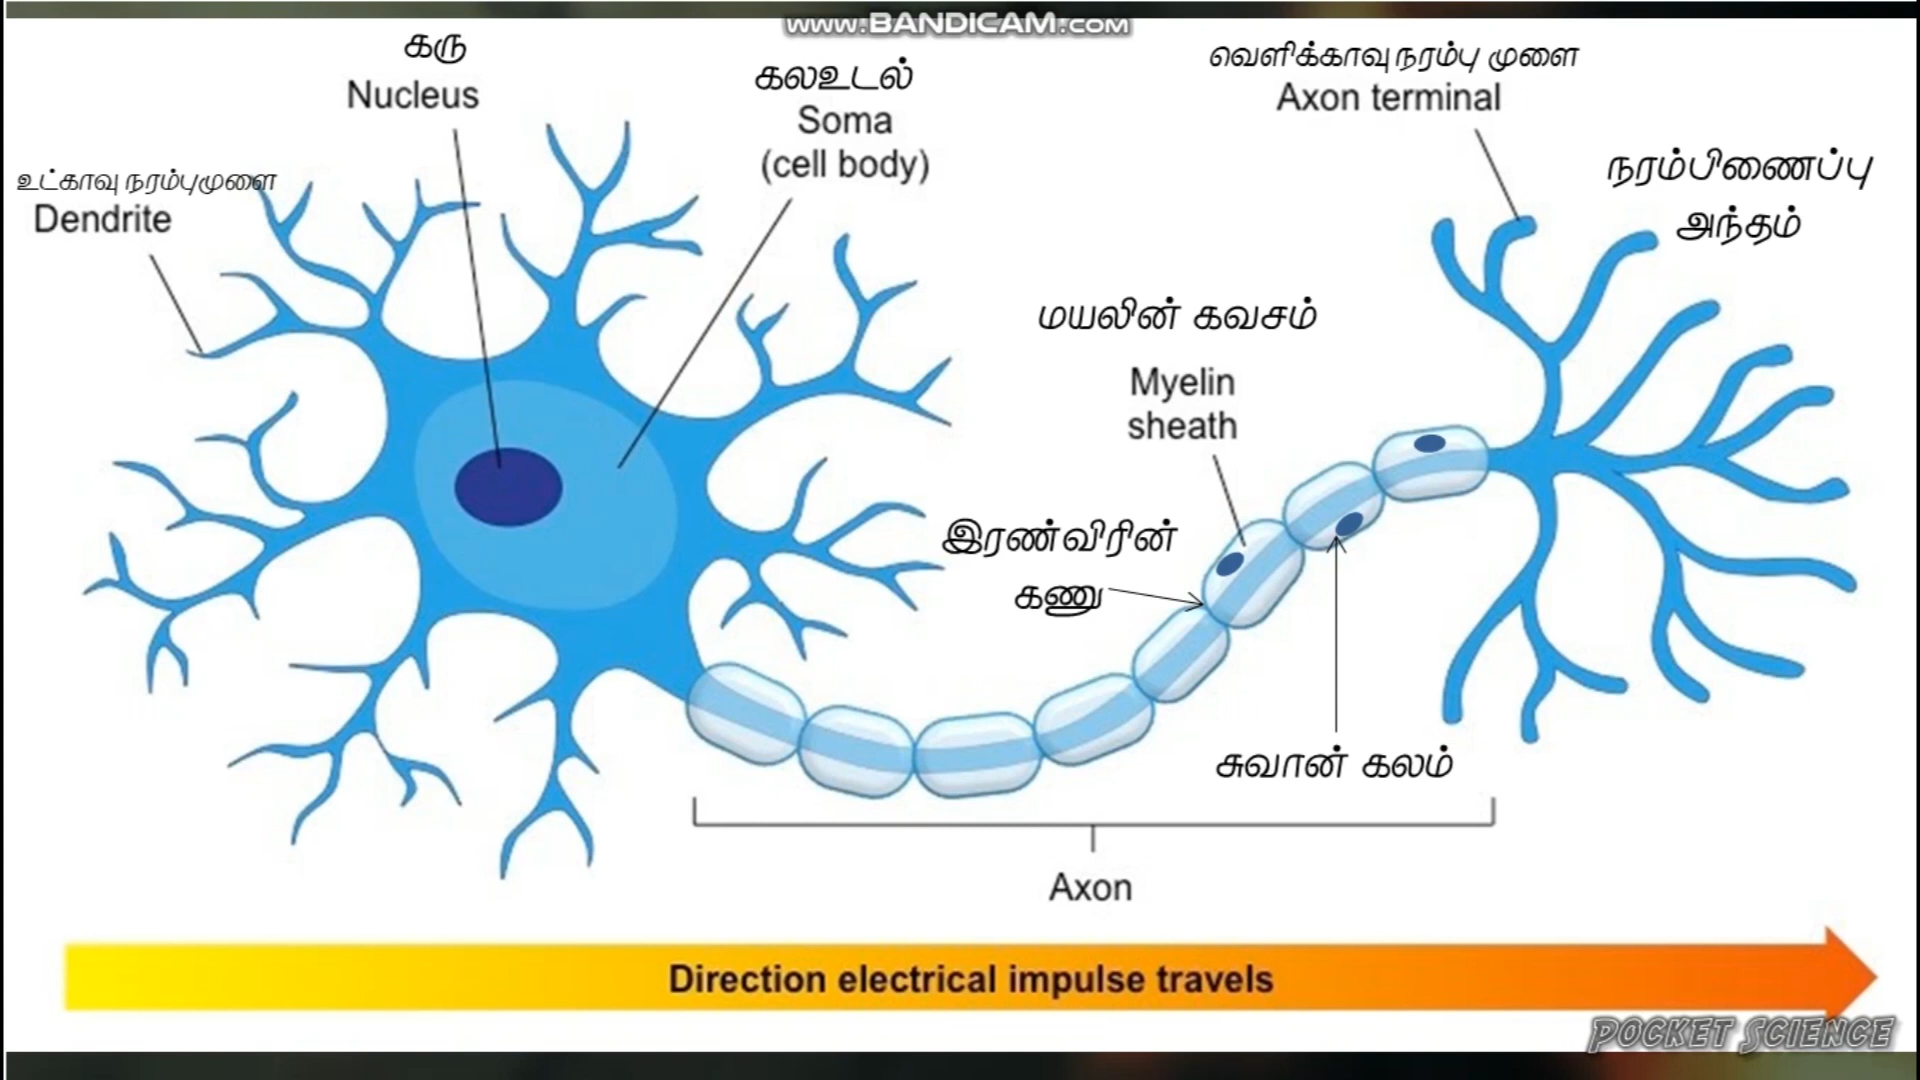 www.BANDICAM.com
கரு
Nucleus
கலஉடல்
Soma
(cell body)
வெளிக்காவு நரம்பு முளை
Axon terminal
நரம்பிணைப்பு
அந்தம்
உட்காவு நரம்புமுளை
Dendrite
மயலின் கவசம்
Myelin
sheath
இரண்விரின்
கணு
சுவான் கலம்
Axon
Direction electrical impulse travels
POCKET SCIENCE